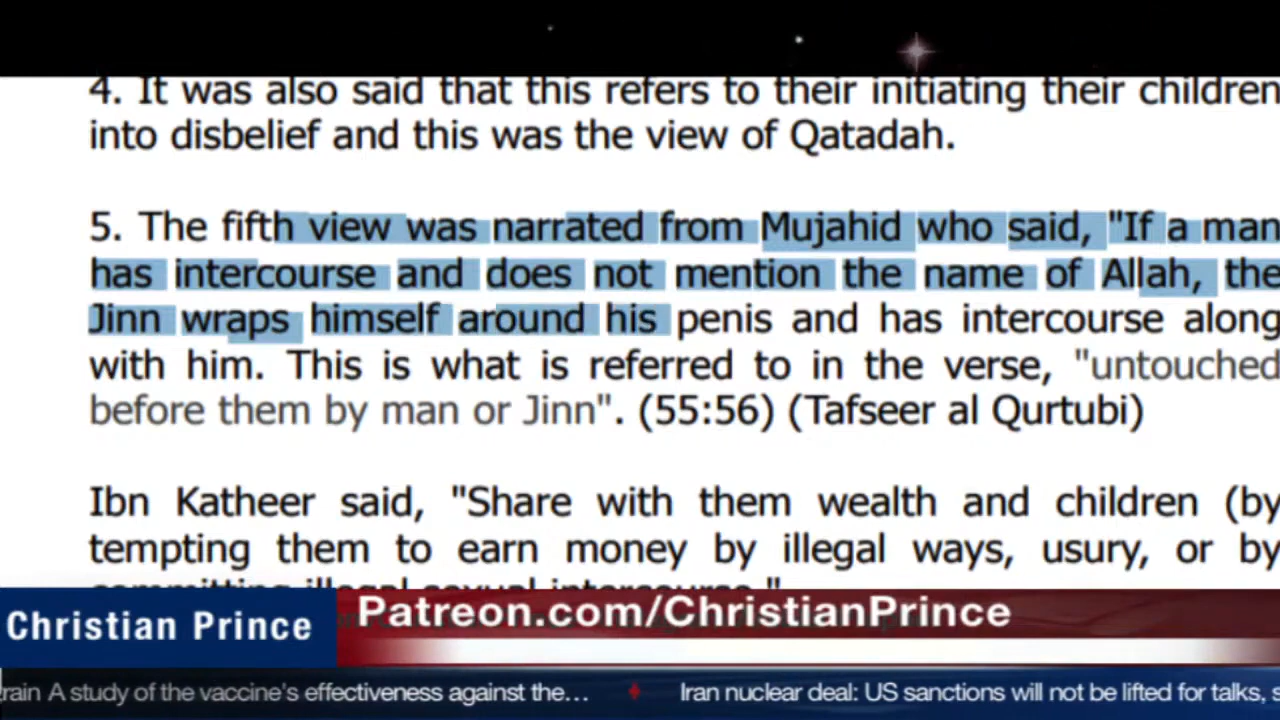 4. It was also said that this refers to their initiating their children
into disbelief and this was the view of Qatadah.
5. The fifth view was narrated from Mujahid who said, "If a man
has intercourse and does not mention the name of Allah, the
Jinn wraps himself around his penis and has intercourse along
with him. This is what is referred to in the verse, "untouched
before them by man or Jinn". (55:56) (Tafseer al Qurtubi)
Ibn Katheer said, "Share with them wealth and children (by
tempting them to earn money by illegal ways, usury, or by
committing illegal sexual intercourse."
Christian Prince
Patreon.com/ChristianPrince
A study of the vaccine's effectiveness against the... ♦ Iran nuclear deal: US sanctions will not be lifted for talks,